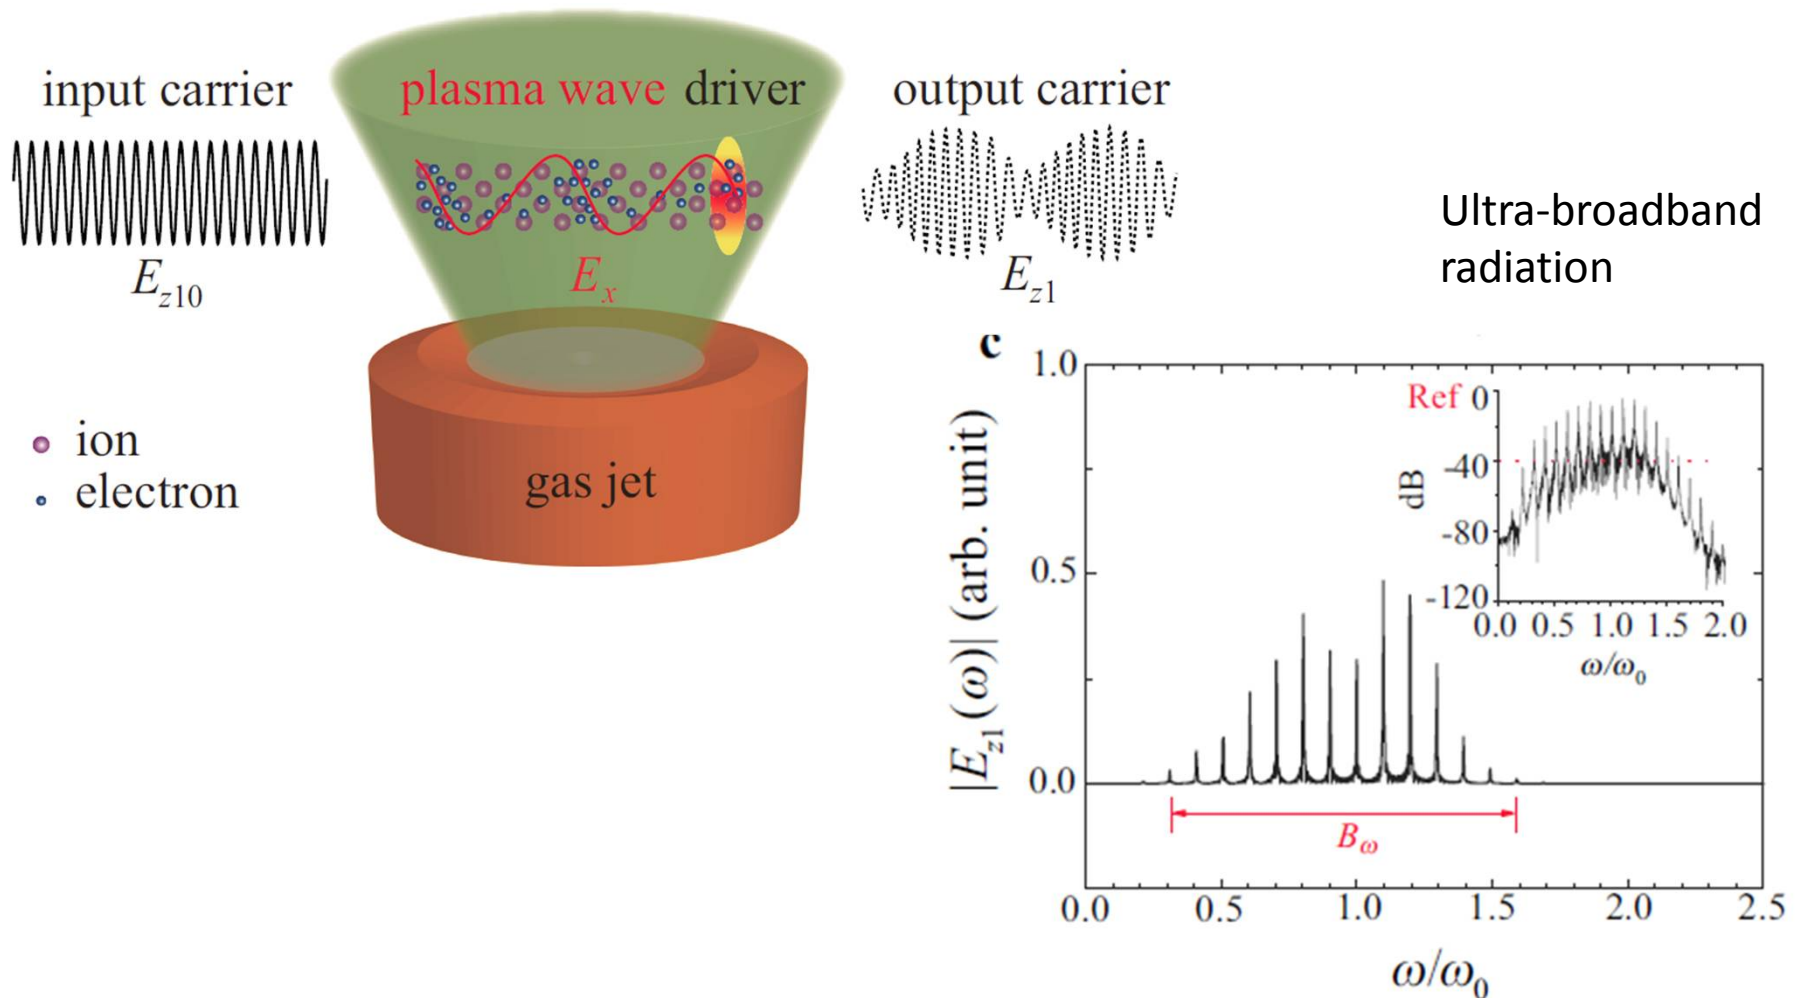 input carrier
plasma wave driver
output carrier
E_z10
E_x
E_z1
Ultra-broadband
radiation
ion
electron
gas jet
c
|E_z1(ω)| (arb. unit)
1.0
0.5
0.0
B_ω
0.0 0.5 1.0 1.5 2.0 2.5
ω/ω_0
Ref
dB
0
-40
-80
-120
0.0 0.5 1.0 1.5 2.0
ω/ω_0